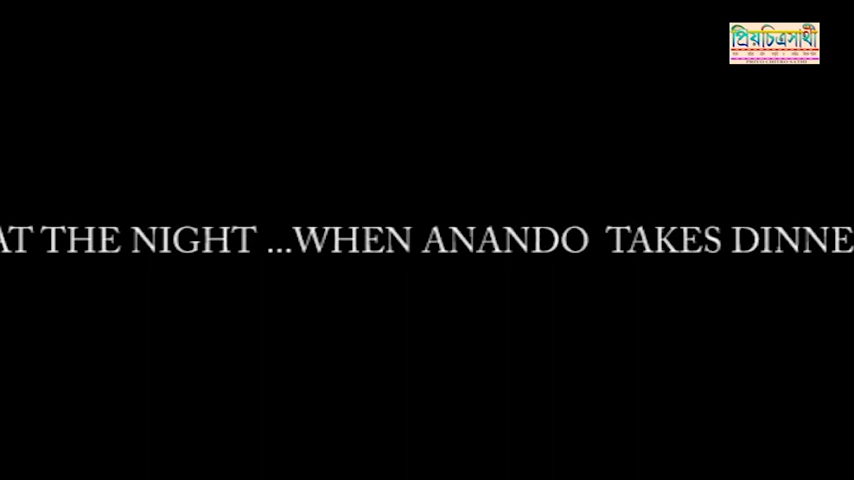 প্রিয়চিত্রসাথী
AT THE NIGHT ...WHEN ANANDO TAKES DINNE